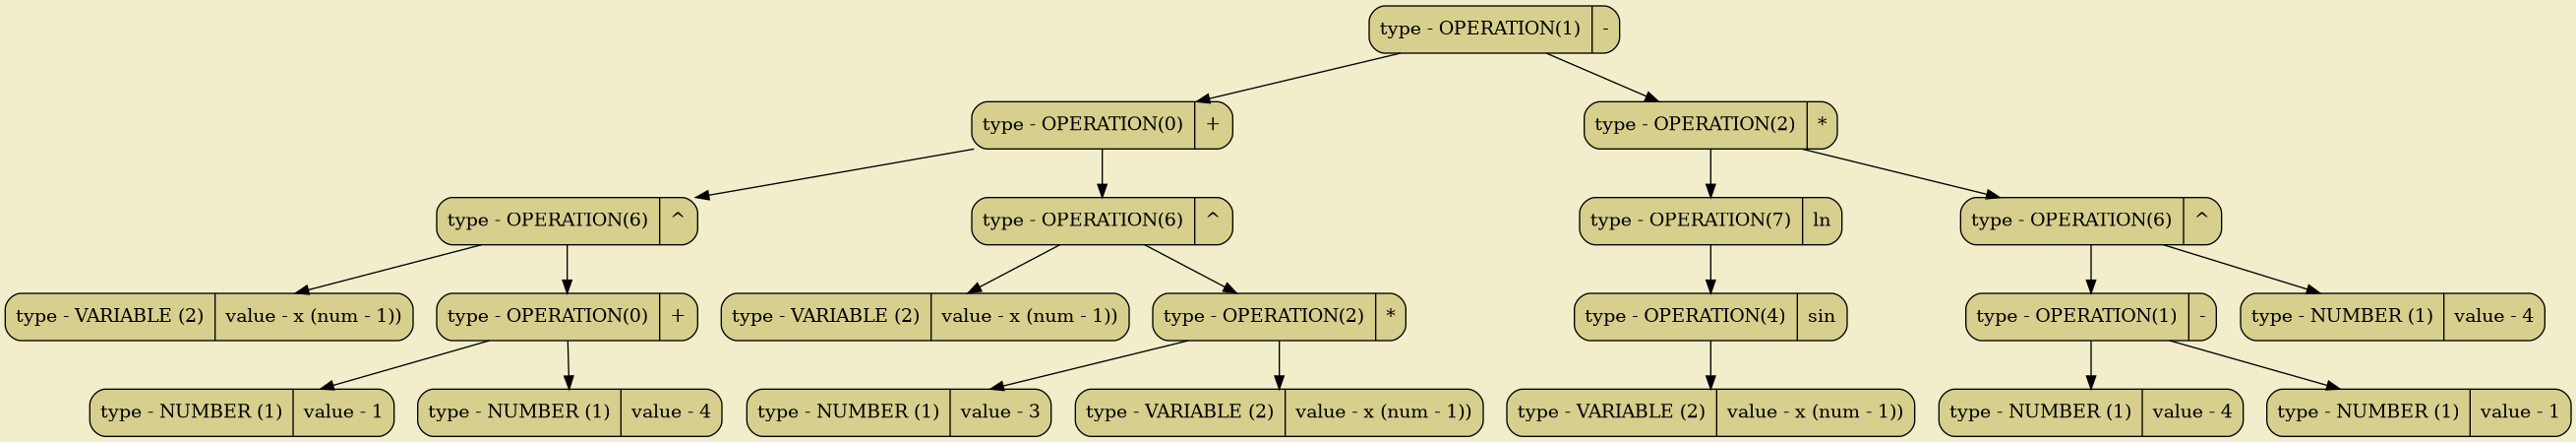 type - OPERATION(1) -
type - OPERATION(0) +
type - OPERATION(2) *
type - OPERATION(6) ^
type - OPERATION(6) ^
type - OPERATION(7) ln
type - OPERATION(6) ^
type - VARIABLE (2) value - x (num - 1))
type - OPERATION(0) +
type - VARIABLE (2) value - x (num - 1))
type - OPERATION(2) *
type - OPERATION(4) sin
type - OPERATION(1) -
type - NUMBER (1) value - 4
type - NUMBER (1) value - 1
type - NUMBER (1) value - 4
type - NUMBER (1) value - 3
type - VARIABLE (2) value - x (num - 1))
type - VARIABLE (2) value - x (num - 1))
type - NUMBER (1) value - 4
type - NUMBER (1) value - 1